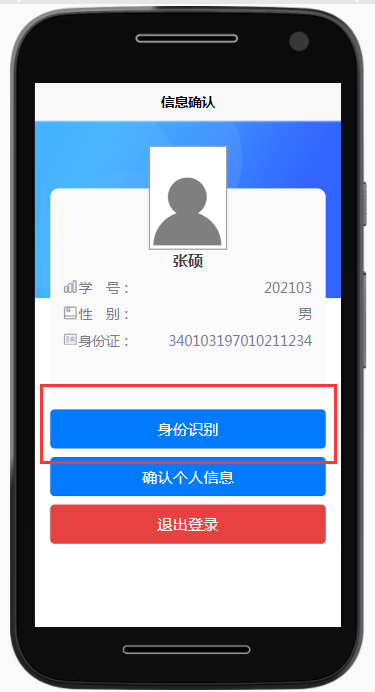 信息确认
张硕
学 号： 202103
性 别： 男
身份证： 340103197010211234
身份识别
确认个人信息
退出登录